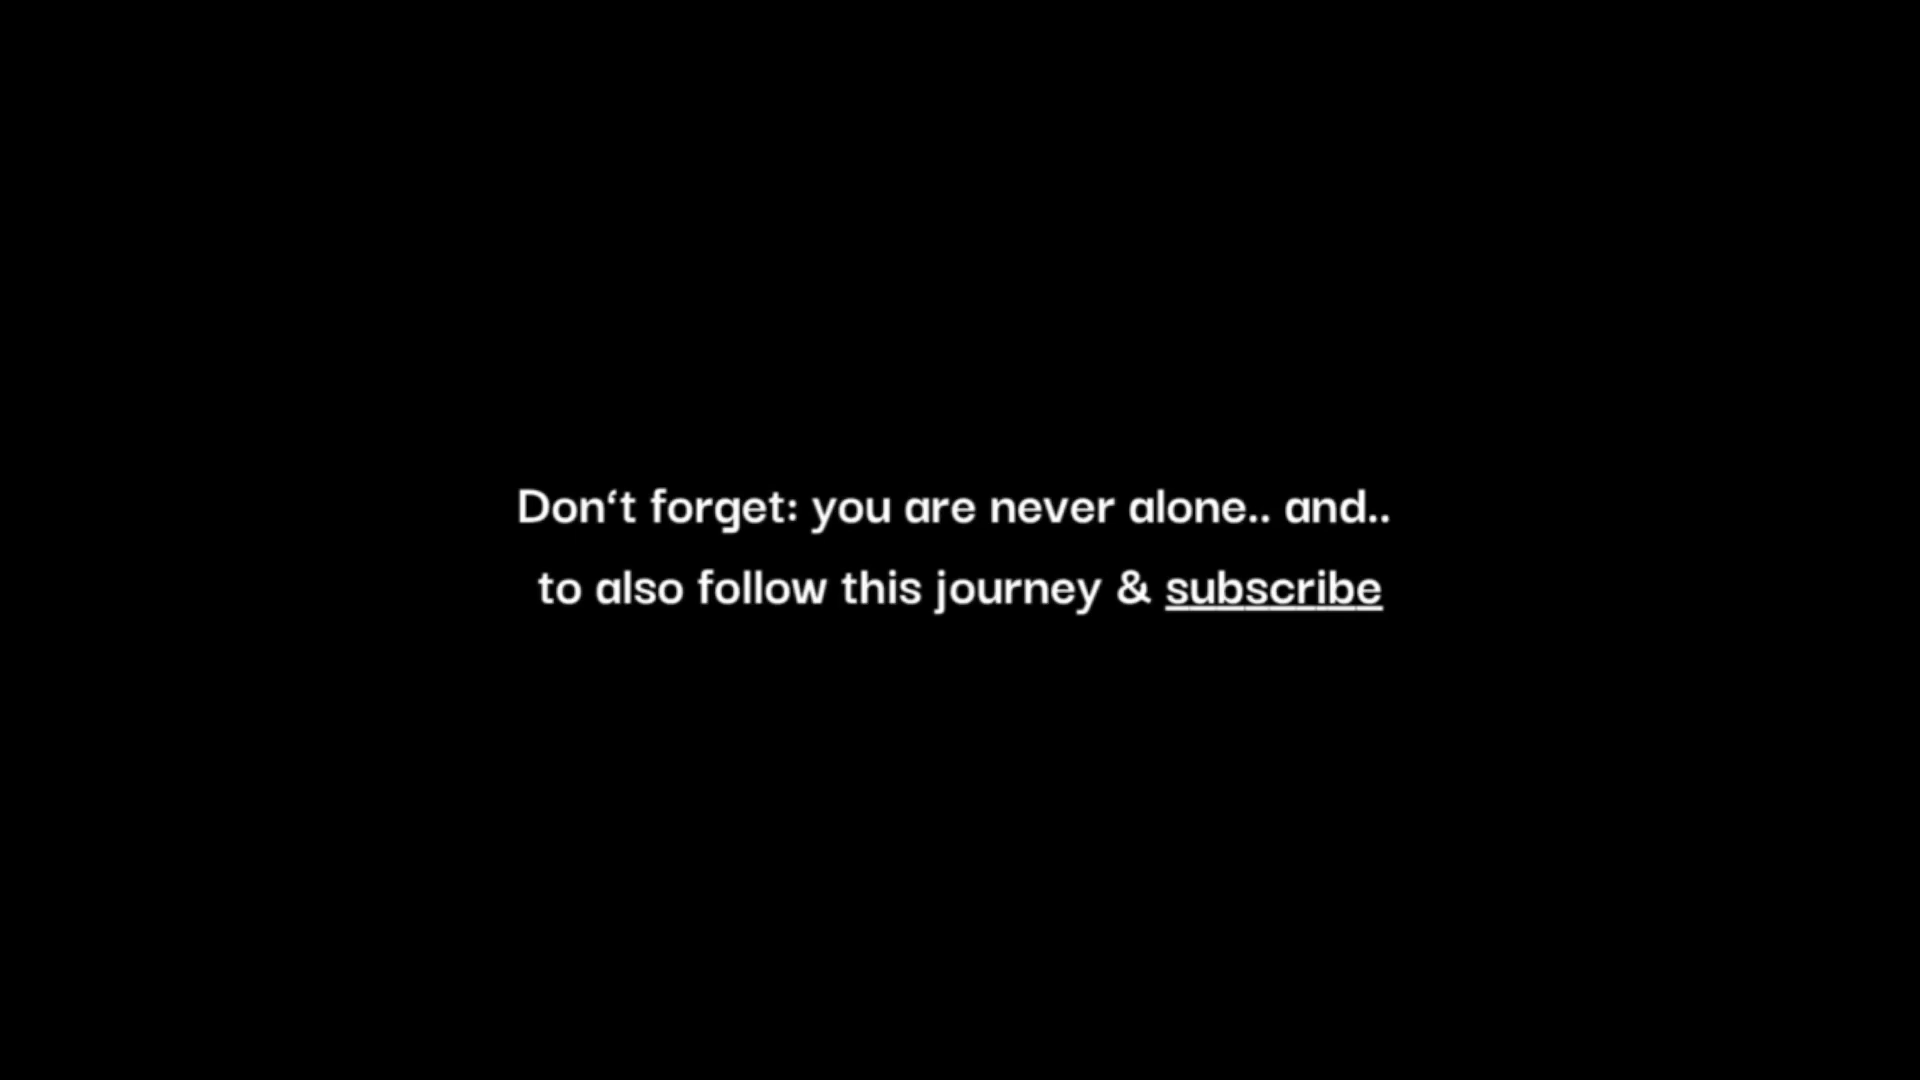 Don‘t forget: you are never alone.. and..
to also follow this journey & subscribe